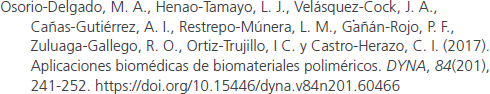 Osorio-Delgado, M. A., Henao-Tamayo, L. J., Velásquez-Cock, J. A.,
Cañas-Gutiérrez, A. I., Restrepo-Múnera, L. M., Gañán-Rojo, P. F.,
Zuluaga-Gallego, R. O., Ortiz-Trujillo, I C. y Castro-Herazo, C. I. (2017).
Aplicaciones biomédicas de biomateriales poliméricos. DYNA, 84(201),
241-252. https://doi.org/10.15446/dyna.v84n201.60466